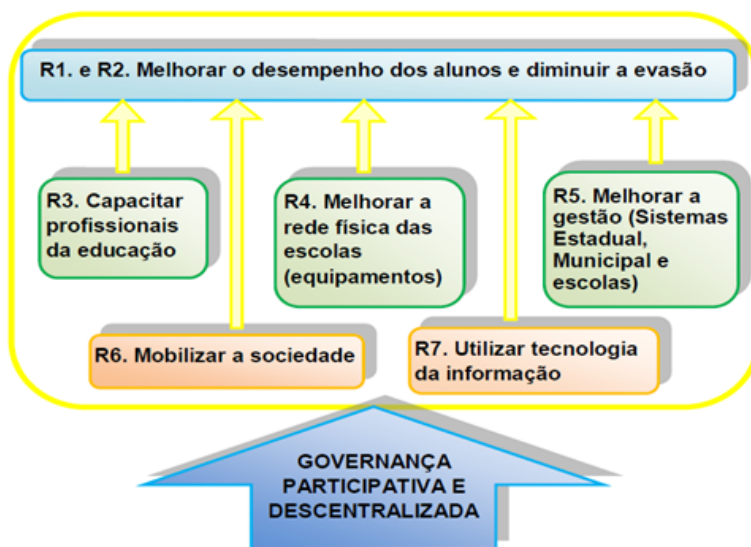 R1. e R2. Melhorar o desempenho dos alunos e diminuir a evasão
R3. Capacitar
profissionais
da educação
R4. Melhorar a
rede física das
escolas
(equipamentos)
R5. Melhorar a
gestão (Sistemas
Estadual,
Municipal e
escolas)
R6. Mobilizar a sociedade
R7. Utilizar tecnologia
da informação
GOVERNANÇA
PARTICIPATIVA E
DESCENTRALIZADA